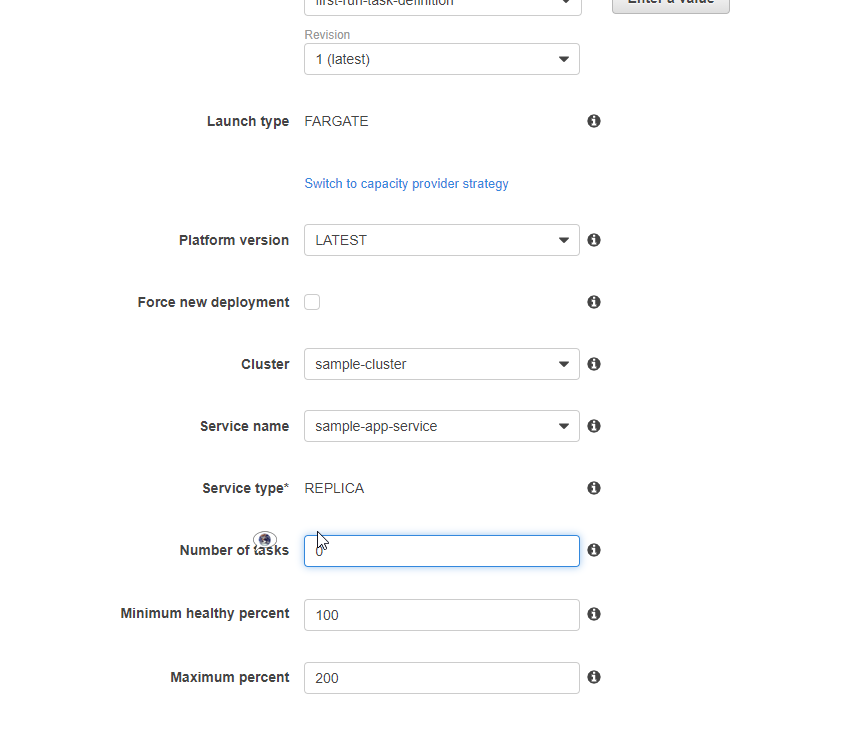 first-run-task-definition
Enter a value
Revision
1 (latest)
Launch type FARGATE
Switch to capacity provider strategy
Platform version LATEST
Force new deployment
Cluster sample-cluster
Service name sample-app-service
Service type* REPLICA
Number of tasks 0
Minimum healthy percent 100
Maximum percent 200